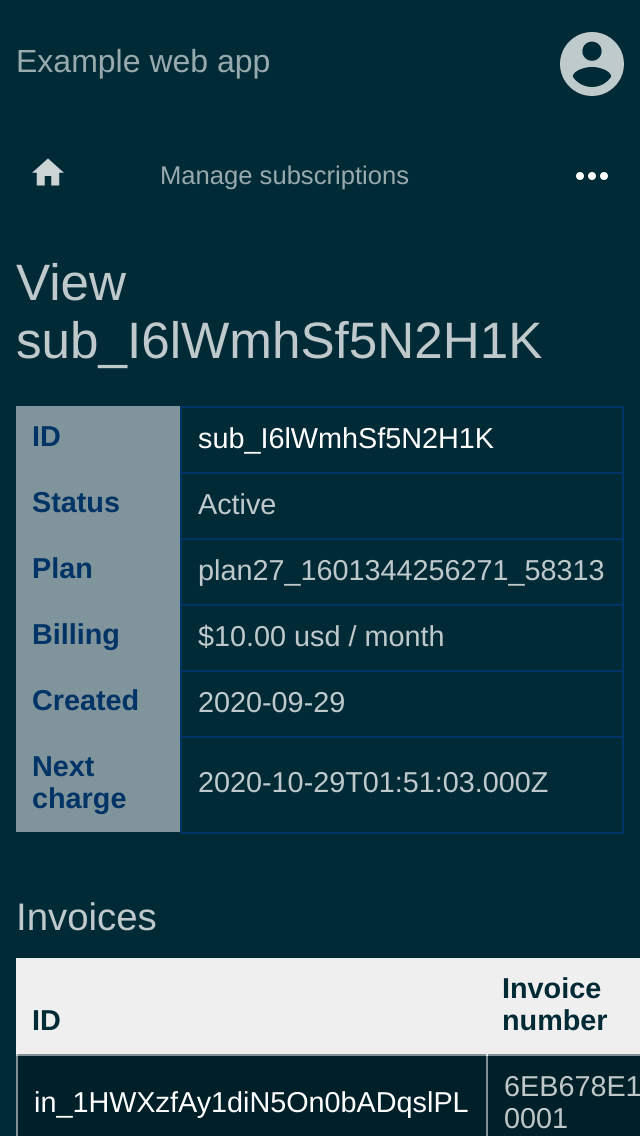 Example web app
Manage subscriptions
View
sub_I6lWmhSf5N2H1K
ID sub_I6lWmhSf5N2H1K
Status Active
Plan plan27_1601344256271_58313
Billing $10.00 usd / month
Created 2020-09-29
Next
charge 2020-10-29T01:51:03.000Z
Invoices
ID Invoice
number
in_1HWXzfAy1diN5On0bADqslPL 6EB678E1
0001